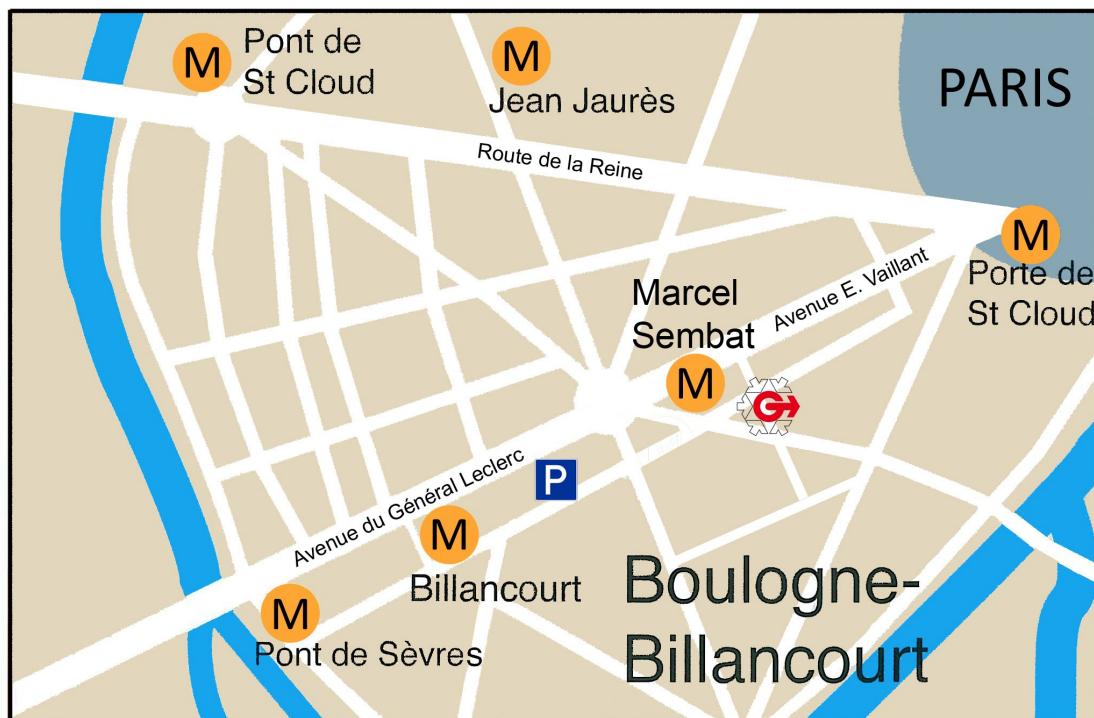 M
Pont de
St Cloud
M
Jean Jaurès
PARIS
Route de la Reine
M
Porte de
St Cloud
Avenue E. Vaillant
Marcel
Sembat
M
G
P
Avenue du Général Leclerc
M
Billancourt
M
Pont de Sèvres
Boulogne-
Billancourt